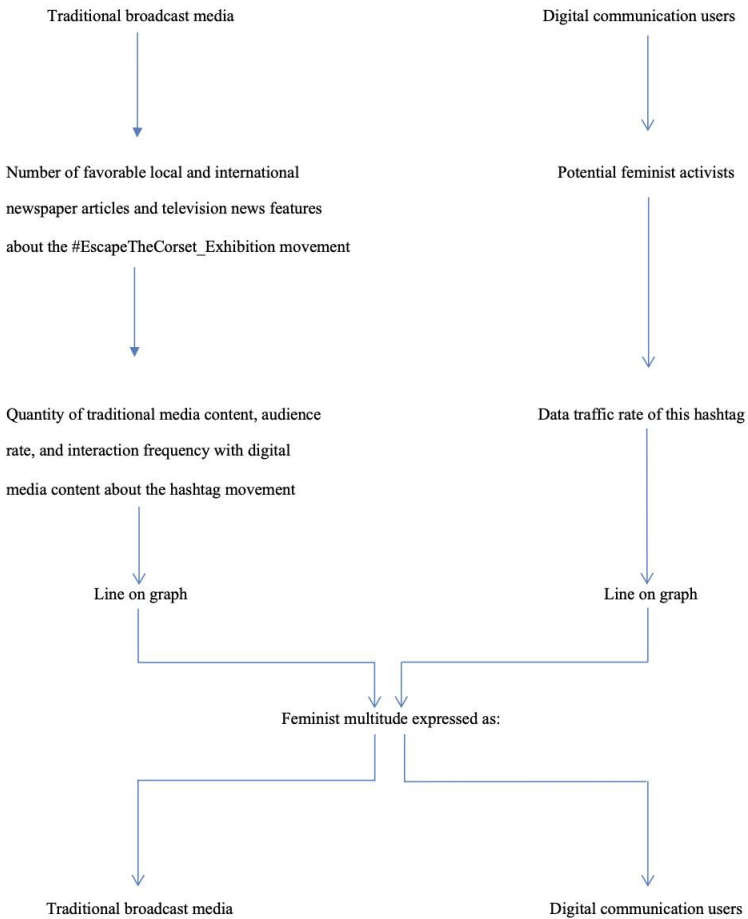 Traditional broadcast media
Digital communication users
Number of favorable local and international
newspaper articles and television news features
about the #EscapeTheCorset_Exhibition movement
Potential feminist activists
Quantity of traditional media content, audience
rate, and interaction frequency with digital
media content about the hashtag movement
Data traffic rate of this hashtag
Line on graph
Line on graph
Feminist multitude expressed as:
Traditional broadcast media
Digital communication users